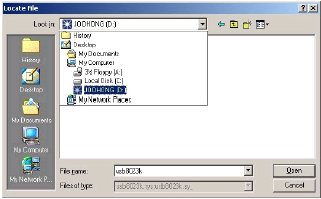 Locate File
Look in:
JOOHONG (D:)
History
Desktop
My Documents
My Computer
3½ Floppy (A:)
Local Disk (C:)
JOOHONG (D:)
My Network Places
History
Desktop
My Documents
My Computer
My Network P...
File name:
usb8023k
Open
Files of type:
usb8023k.sys;usb8023k.sy_
Cancel